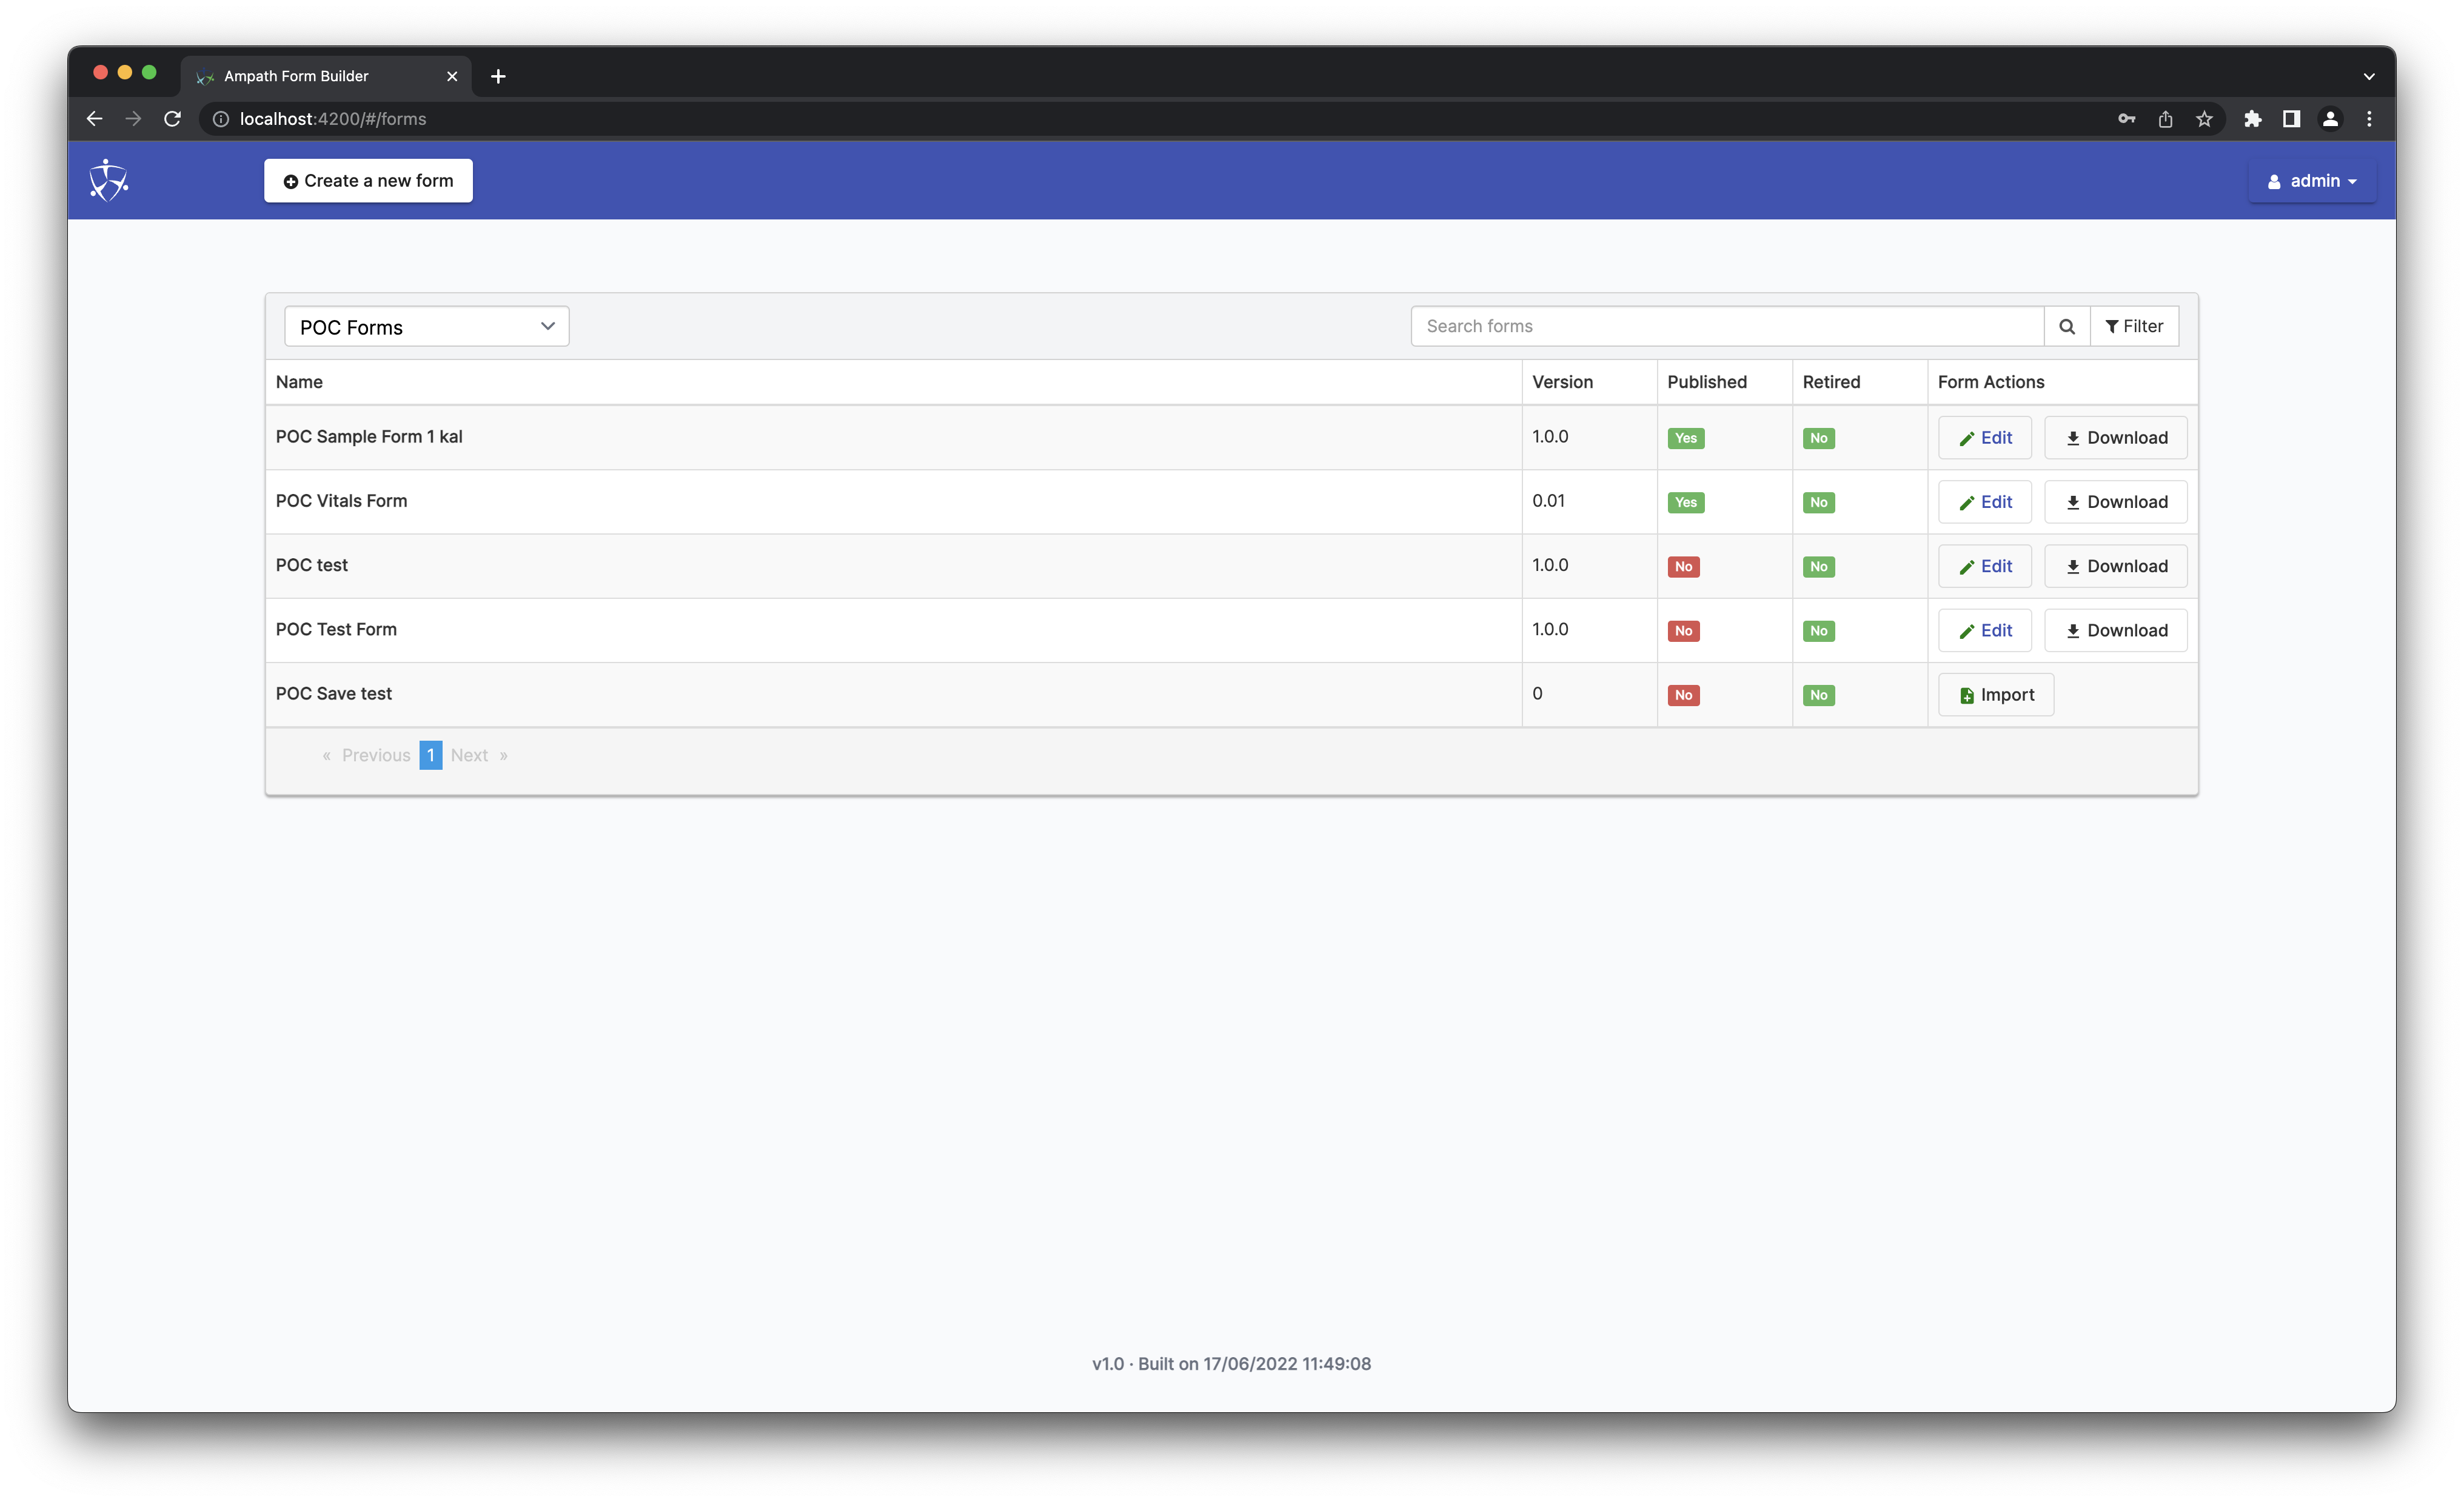 Ampath Form Builder
localhost:4200/#/forms
Create a new form
admin
POC Forms
Search forms
Filter
Name Version Published Retired Form Actions
POC Sample Form 1 kal 1.0.0 Yes No Edit Download
POC Vitals Form 0.01 Yes No Edit Download
POC test 1.0.0 No No Edit Download
POC Test Form 1.0.0 No No Edit Download
POC Save test 0 No No Import
« Previous 1 Next »
v1.0 · Built on 17/06/2022 11:49:08